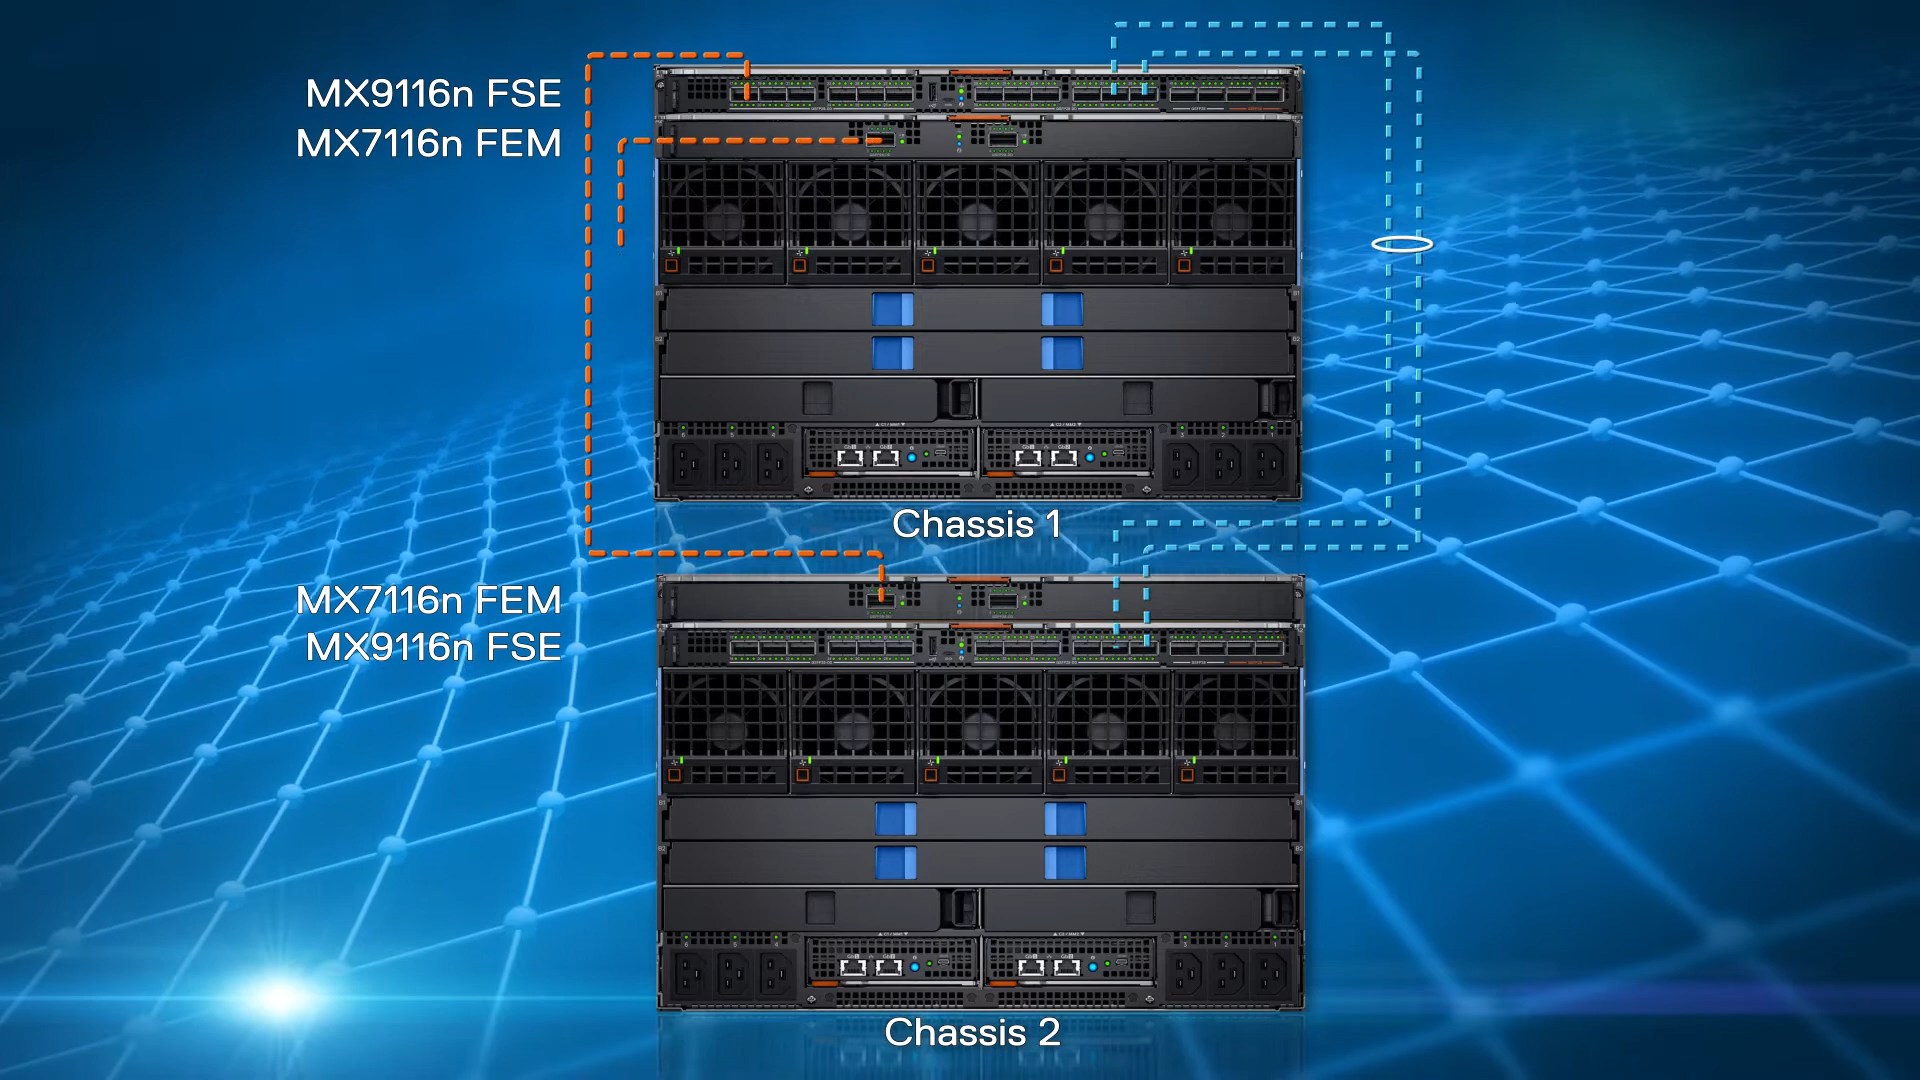 MX9116n FSE
MX7116n FEM
Chassis 1
MX7116n FEM
MX9116n FSE
Chassis 2